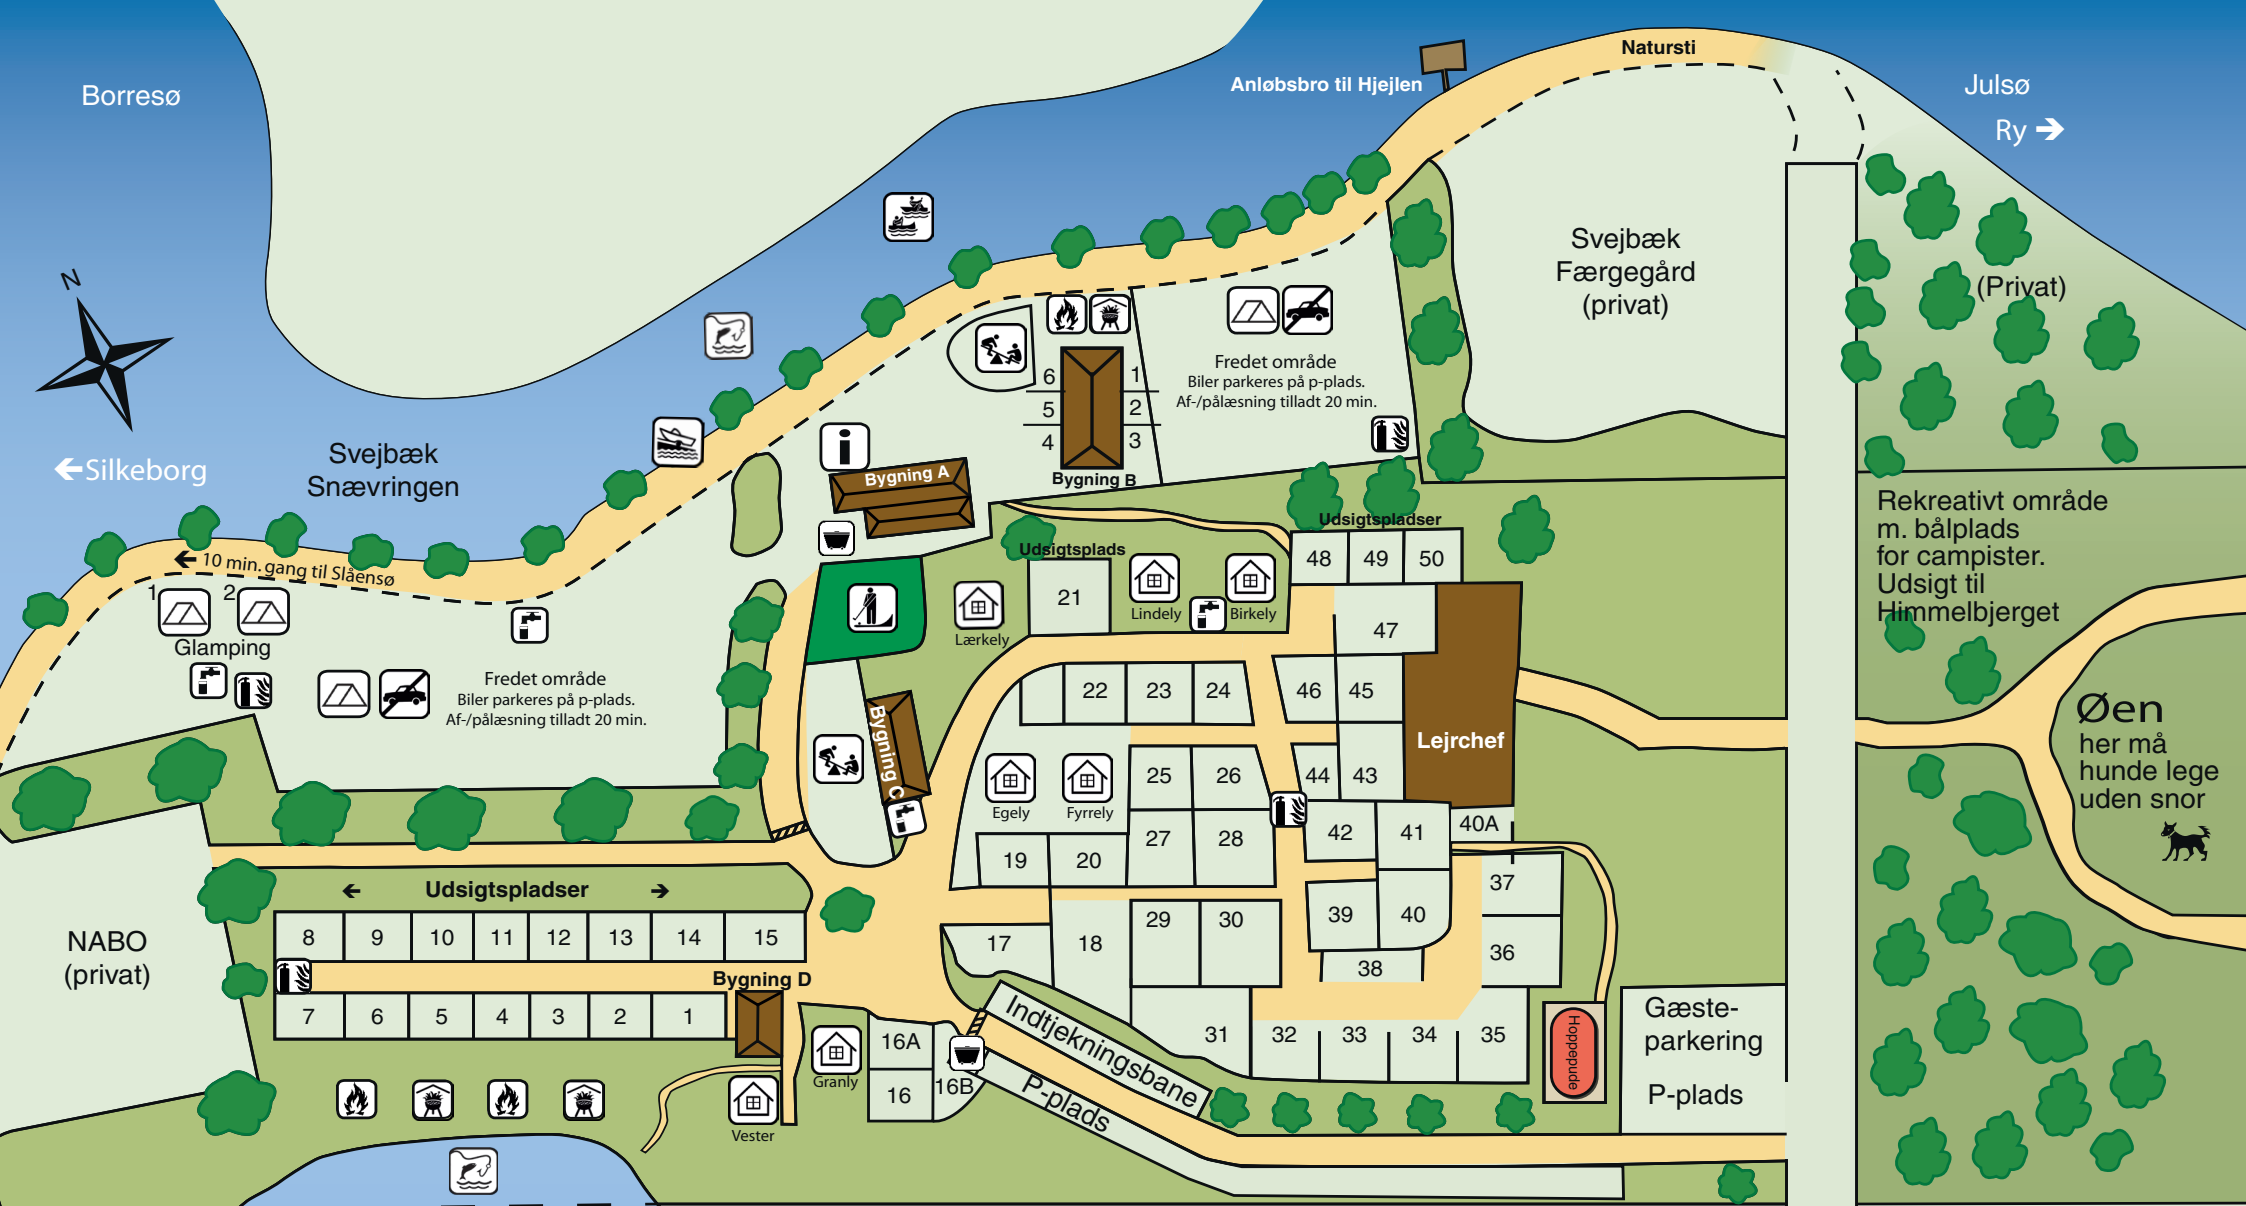 Natursti
Borresø
Anløbsbro til Hjejlen
Julsø
Ry
Svejbæk
Færgegård
(privat)
(Privat)
N
Fredet område
Biler parkeres på p-plads.
Af-/pålæsning tilladt 20 min.
6
1
5
2
4
3
Bygning B
Svejbæk
Snævringen
Silkeborg
i
Bygning A
10 min. gang til Slåensø
Rekreativt område
m. bålplads
for campister.
Udsigt til
Himmelbjerget
Udsigtspladser
48
49
50
Udsigtsplads
21
Lindely
Birkely
Lærkely
47
1
2
Glamping
Fredet område
Biler parkeres på p-plads.
Af-/pålæsning tilladt 20 min.
22
23
24
46
45
Bygning C
Lejrchef
Øen
her må
hunde lege
uden snor
25
26
44
43
Egely
Fyrrely
27
28
42
41
40A
19
20
37
Udsigtspladser
8
9
10
11
12
13
14
15
NABO
(privat)
17
18
29
30
39
40
36
38
Bygning D
7
6
5
4
3
2
1
Indtjekningsbane
P-plads
31
32
33
34
35
Hoppepude
Gæste-
parkering
P-plads
16A
16
16B
Granly
Vester